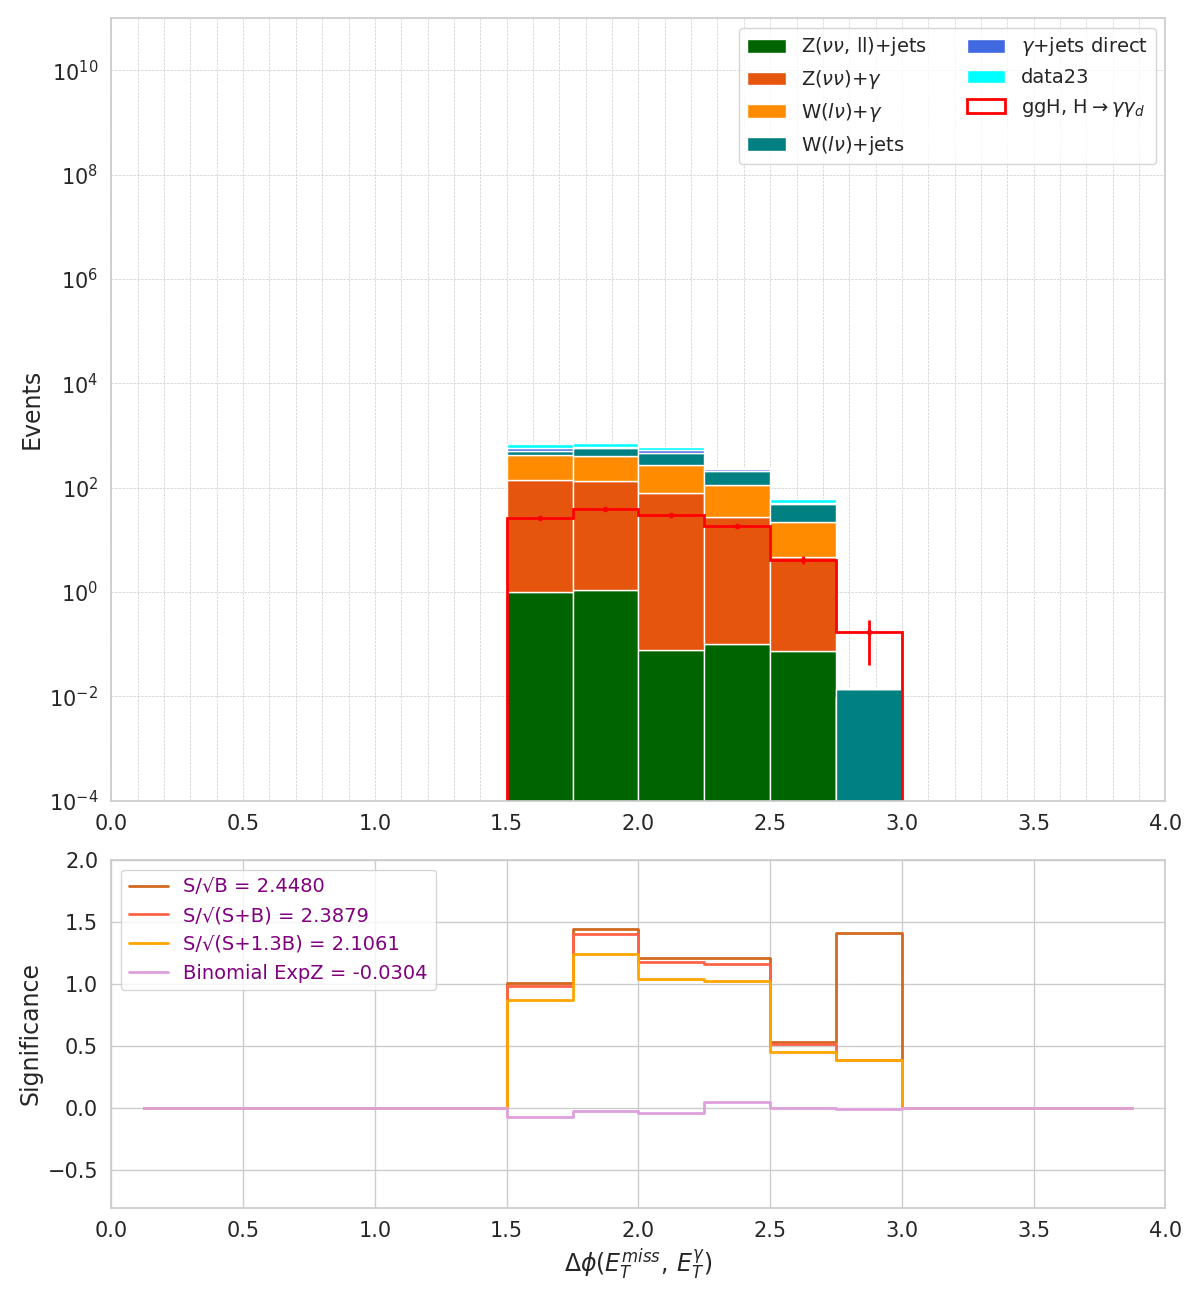 Z(νν, ll)+jets
Z(νν)+γ
W(lν)+γ
W(lν)+jets
γ+jets direct
data23
ggH, H→γγ_d
Events
10^10
10^8
10^6
10^4
10^2
10^0
10^−2
10^−4
0.0 0.5 1.0 1.5 2.0 2.5 3.0 3.5 4.0
S/√B = 2.4480
S/√(S+B) = 2.3879
S/√(S+1.3B) = 2.1061
Binomial ExpZ = -0.0304
Significance
2.0
1.5
1.0
0.5
0.0
−0.5
0.0 0.5 1.0 1.5 2.0 2.5 3.0 3.5 4.0
Δϕ(E_T^miss, E_T^γ)